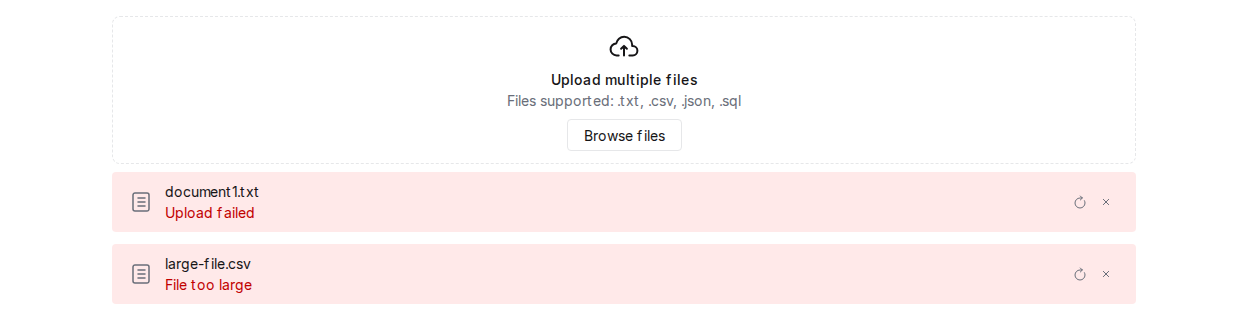 Upload multiple files
Files supported: .txt, .csv, .json, .sql
Browse files
document1.txt
Upload failed
large-file.csv
File too large